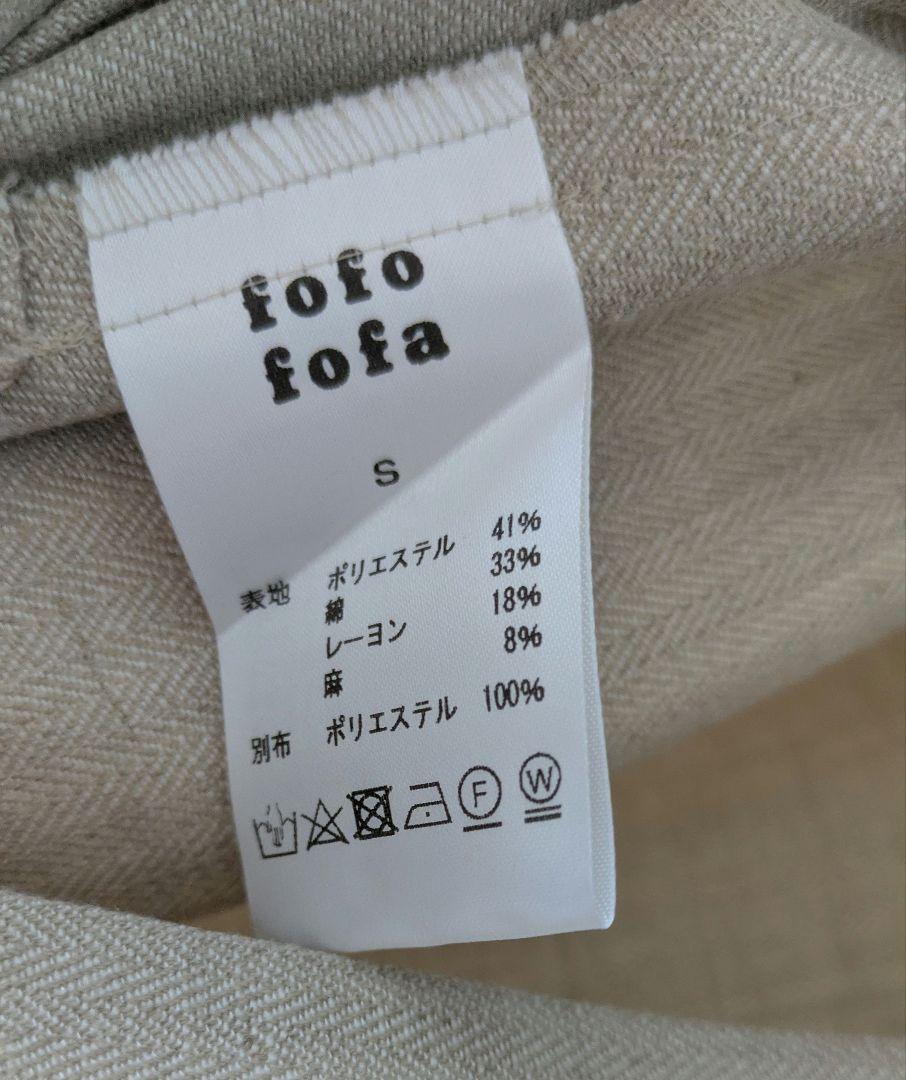 fofo
fofa
S
表地 ポリエステル 41%
綿 33%
レーヨン 18%
麻 8%
別布 ポリエステル 100%
F W